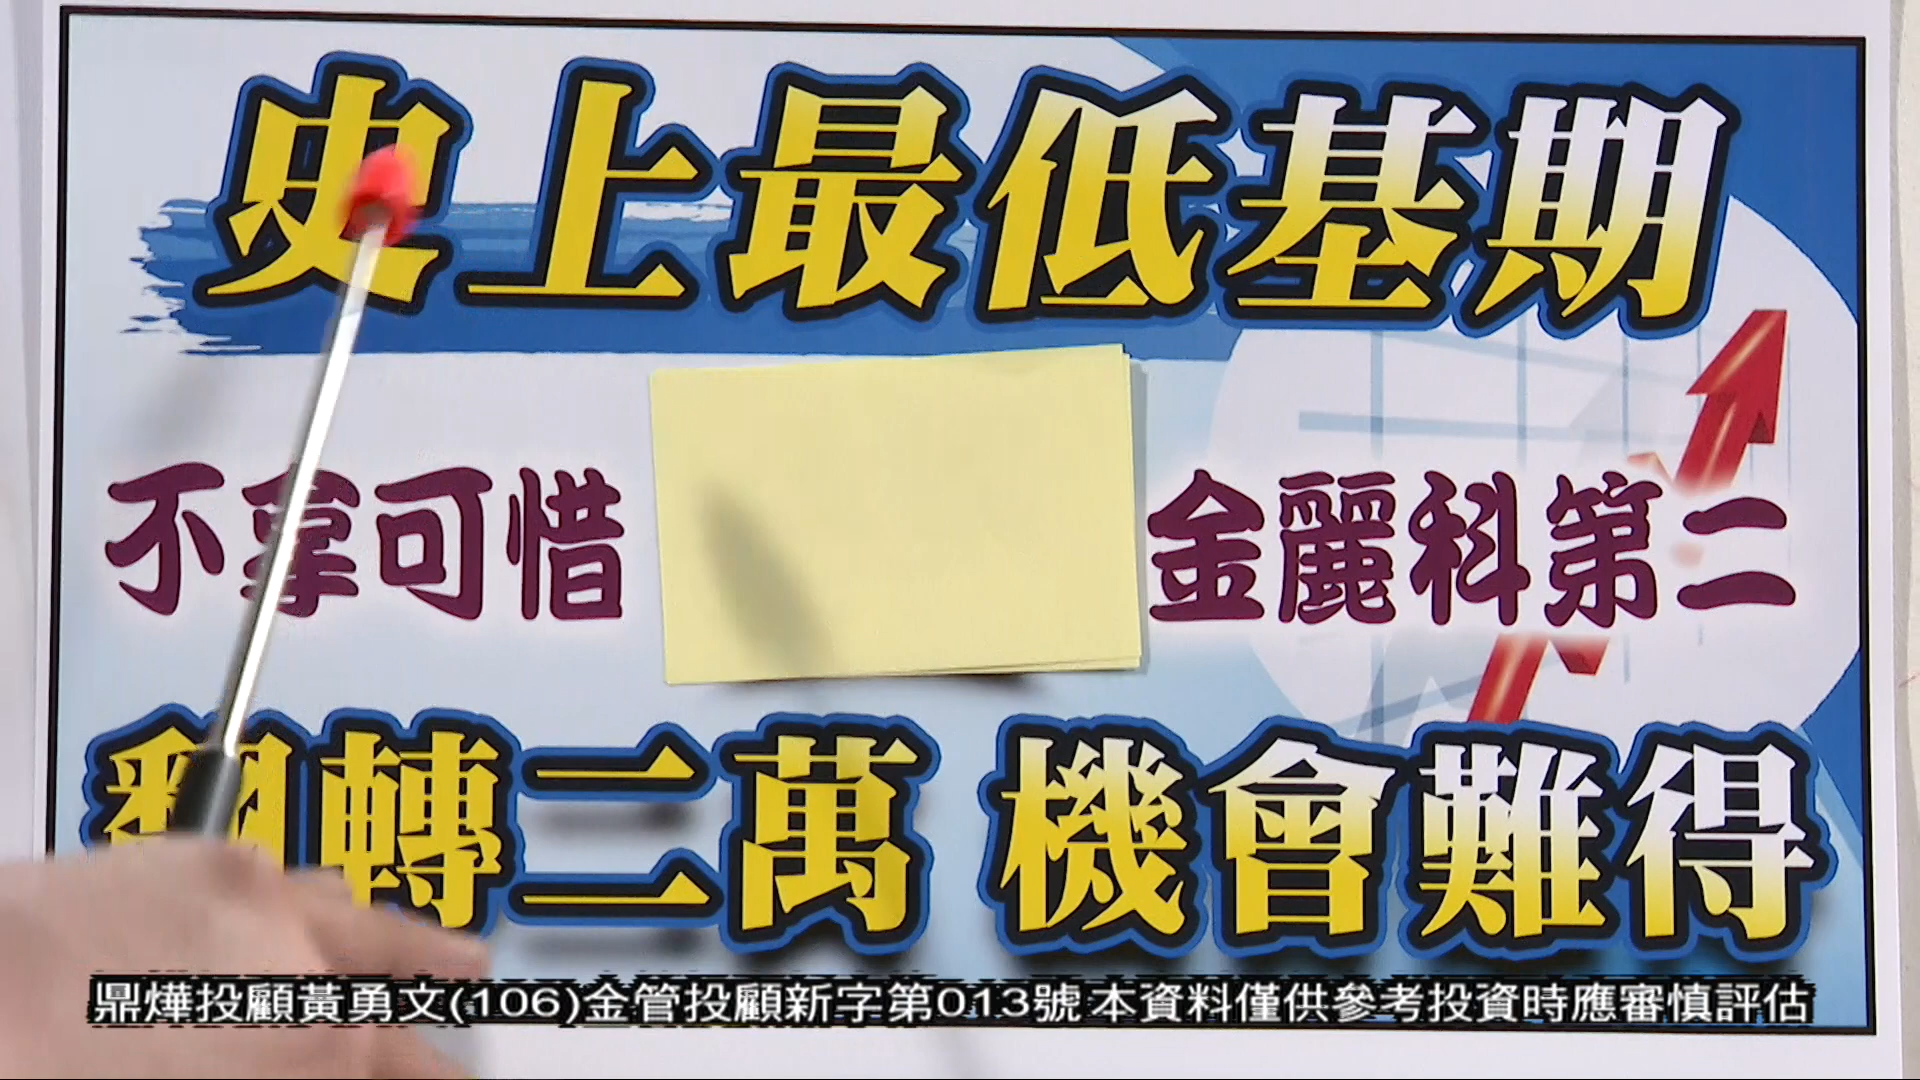 史上最低基期
不拿可惜 金麗科第二
翻轉二萬 機會難得
鼎燁投顧黃勇文(106)金管投顧新字第013號 本資料僅供參考投資時應審慎評估